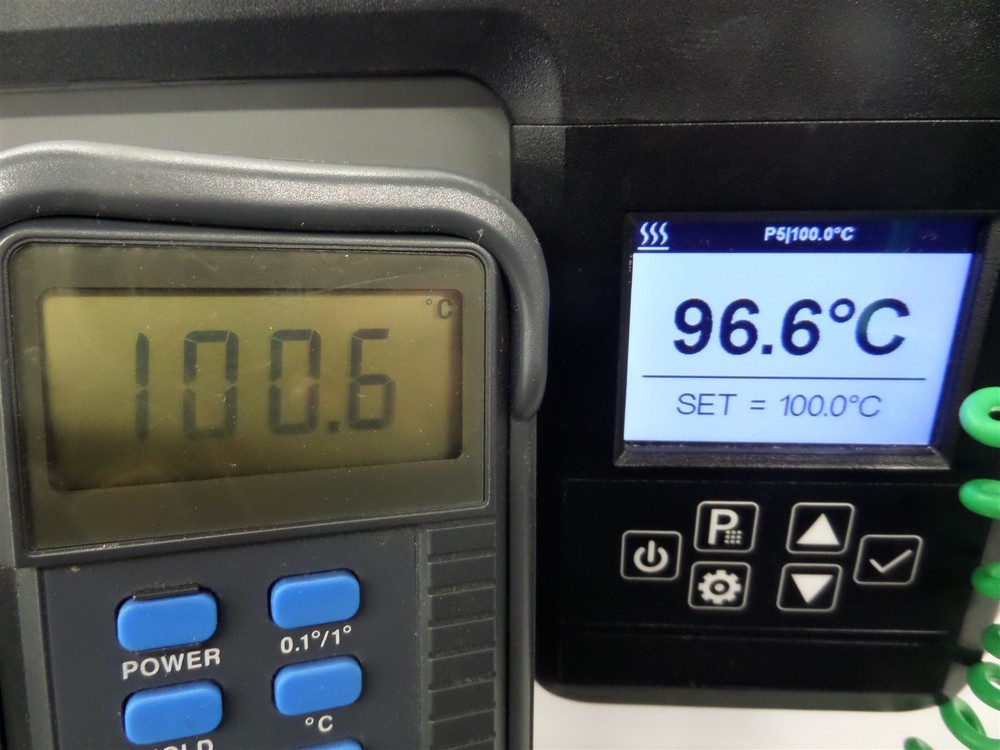 °C
100.6
POWER
0.1°/1°
°C
P5|100.0°C
96.6°C
SET = 100.0°C
P